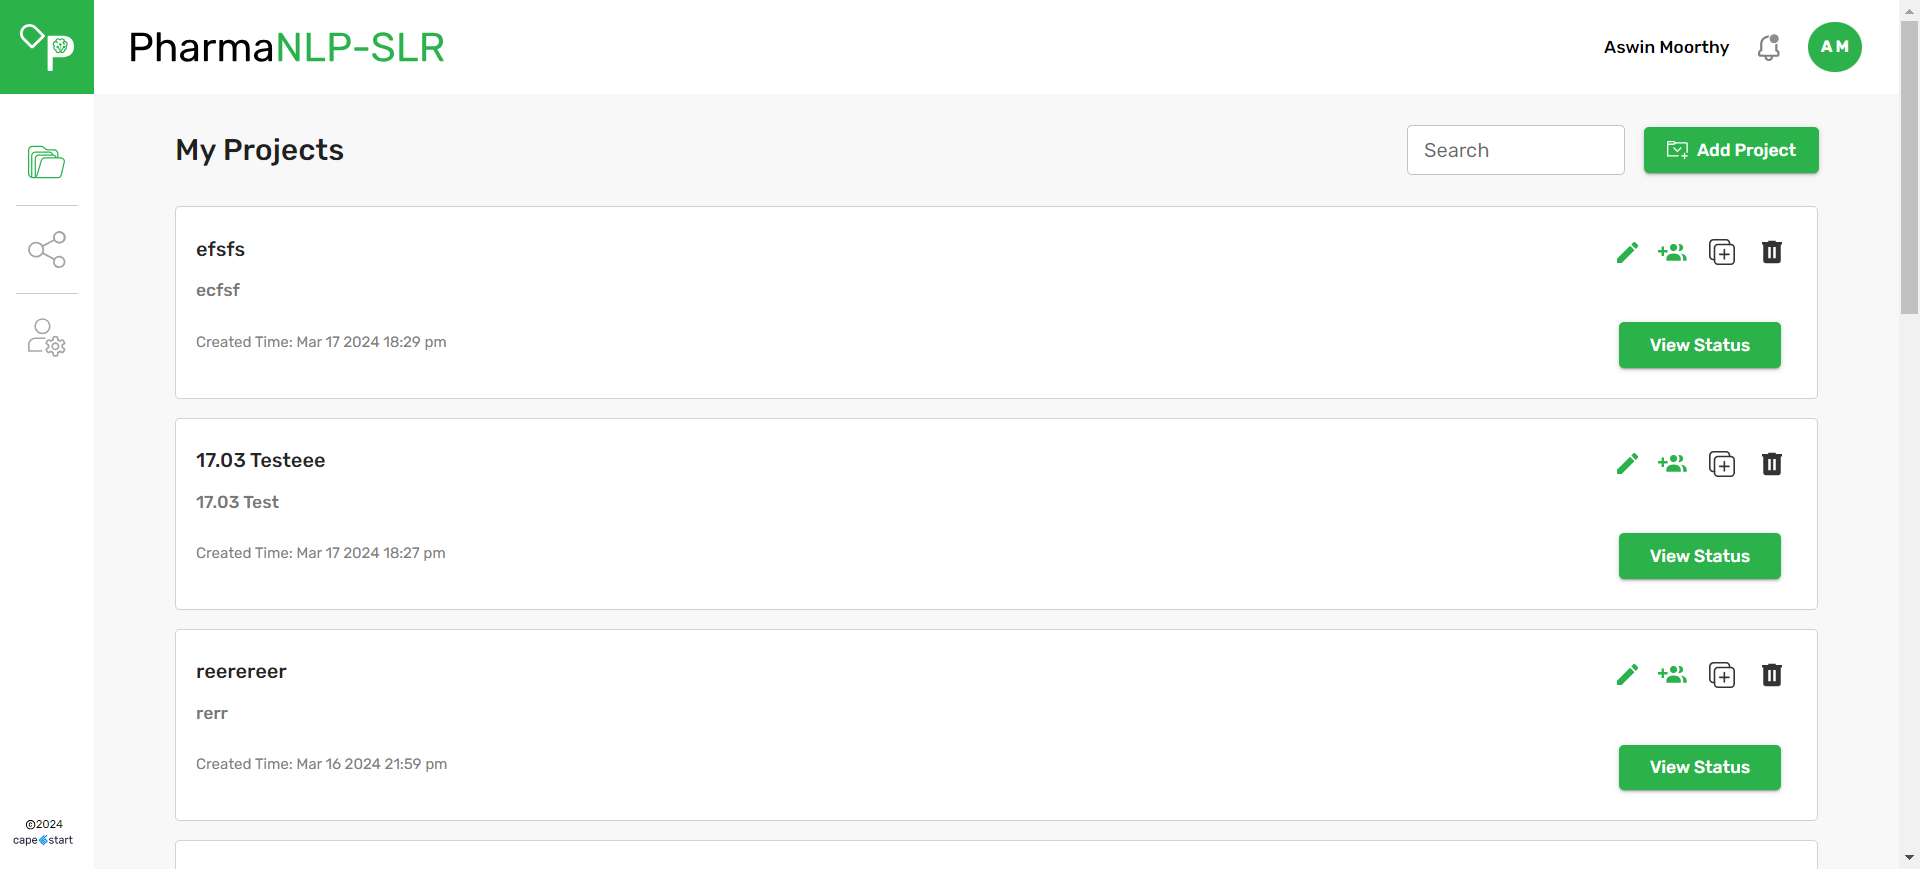 P
PharmaNLP-SLR
Aswin Moorthy
AM
My Projects
Search
Add Project
efsfs
ecfsf
Created Time: Mar 17 2024 18:29 pm
View Status
17.03 Testeee
17.03 Test
Created Time: Mar 17 2024 18:27 pm
View Status
reerereer
rerr
Created Time: Mar 16 2024 21:59 pm
View Status
©2024
cape start